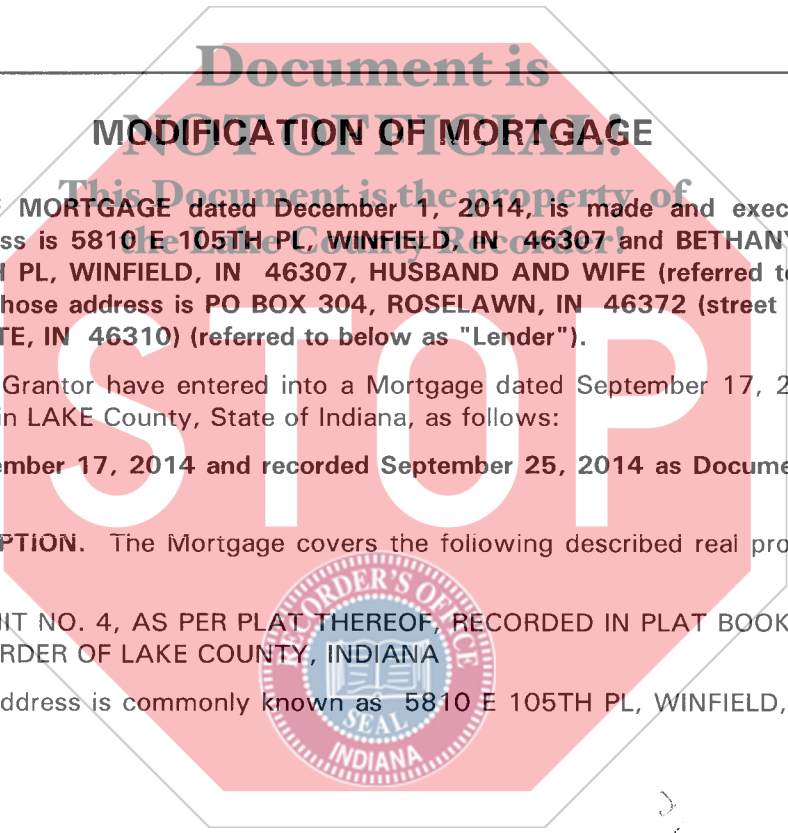 Document is
MODIFICATION OF MORTGAGE
NOT OFFICIAL!
This Document is the property of
MORTGAGE dated December 1, 2014, is made and exec
the Lake County Recorder!
ss is 5810 E 105TH PL, WINFIELD, IN 46307 and BETHANY
PL, WINFIELD, IN 46307, HUSBAND AND WIFE (referred to
hose address is PO BOX 304, ROSELAWN, IN 46372 (street
TE, IN 46310) (referred to below as "Lender").
STOP
Grantor have entered into a Mortgage dated September 17, 2
in LAKE County, State of Indiana, as follows:
ember 17, 2014 and recorded September 25, 2014 as Docume
PTION. The Mortgage covers the following described real pro
IT NO. 4, AS PER PLAT THEREOF, RECORDED IN PLAT BOOK
RDER OF LAKE COUNTY, INDIANA
ddress is commonly known as 5810 E 105TH PL, WINFIELD,
RECORDER'S OFFICE
SEAL
INDIANA